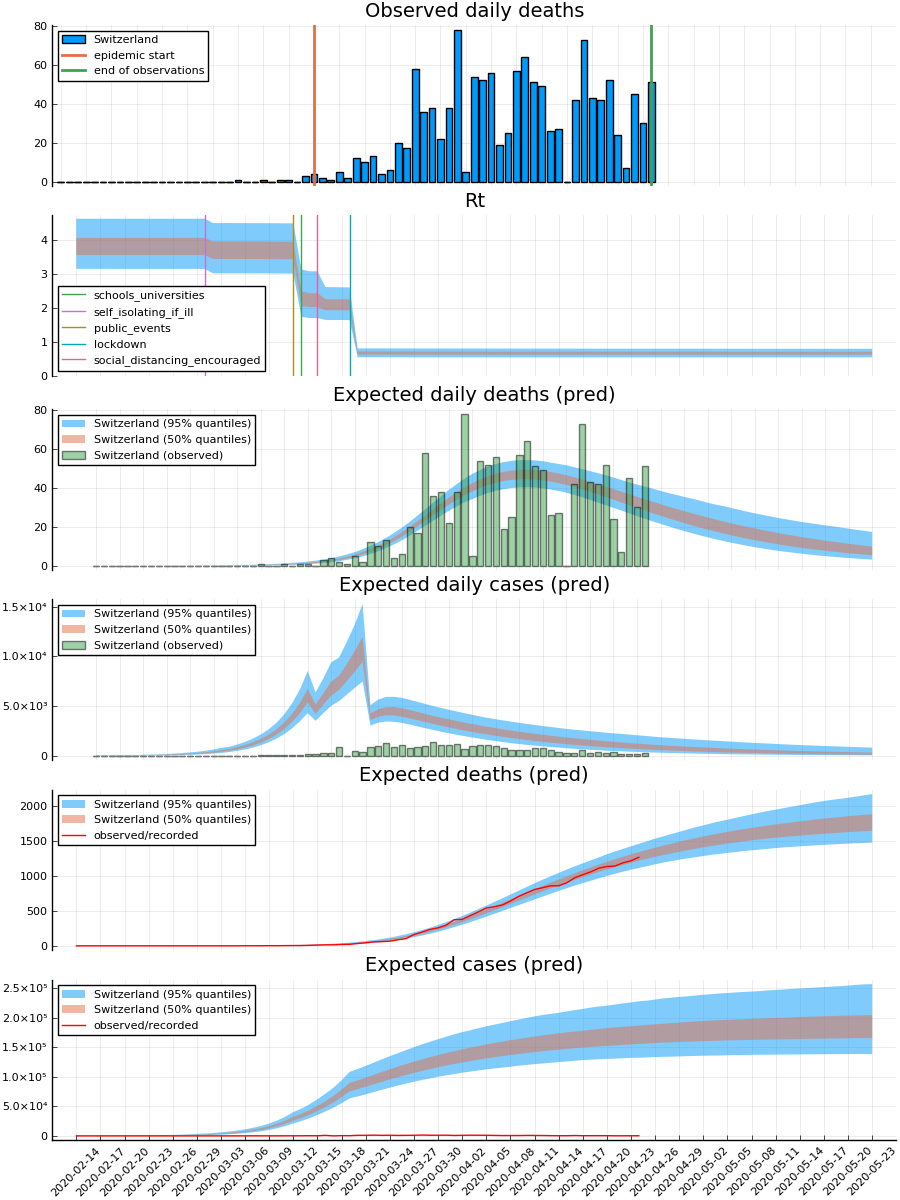 Observed daily deaths
80
60
40
20
0
Switzerland
epidemic start
end of observations
Rt
4
3
2
1
0
schools_universities
self_isolating_if_ill
public_events
lockdown
social_distancing_encouraged
Expected daily deaths (pred)
80
60
40
20
0
Switzerland (95% quantiles)
Switzerland (50% quantiles)
Switzerland (observed)
Expected daily cases (pred)
1.5×10⁴
1.0×10⁴
5.0×10³
0
Switzerland (95% quantiles)
Switzerland (50% quantiles)
Switzerland (observed)
Expected deaths (pred)
2000
1500
1000
500
0
Switzerland (95% quantiles)
Switzerland (50% quantiles)
observed/recorded
Expected cases (pred)
2.5×10⁵
2.0×10⁵
1.5×10⁵
1.0×10⁵
5.0×10⁴
0
Switzerland (95% quantiles)
Switzerland (50% quantiles)
observed/recorded
2020-02-14
2020-02-17
2020-02-20
2020-02-23
2020-02-26
2020-02-29
2020-03-03
2020-03-06
2020-03-09
2020-03-12
2020-03-15
2020-03-18
2020-03-21
2020-03-24
2020-03-27
2020-03-30
2020-04-02
2020-04-05
2020-04-08
2020-04-11
2020-04-14
2020-04-17
2020-04-20
2020-04-23
2020-04-26
2020-04-29
2020-05-02
2020-05-05
2020-05-08
2020-05-11
2020-05-14
2020-05-17
2020-05-20
2020-05-23